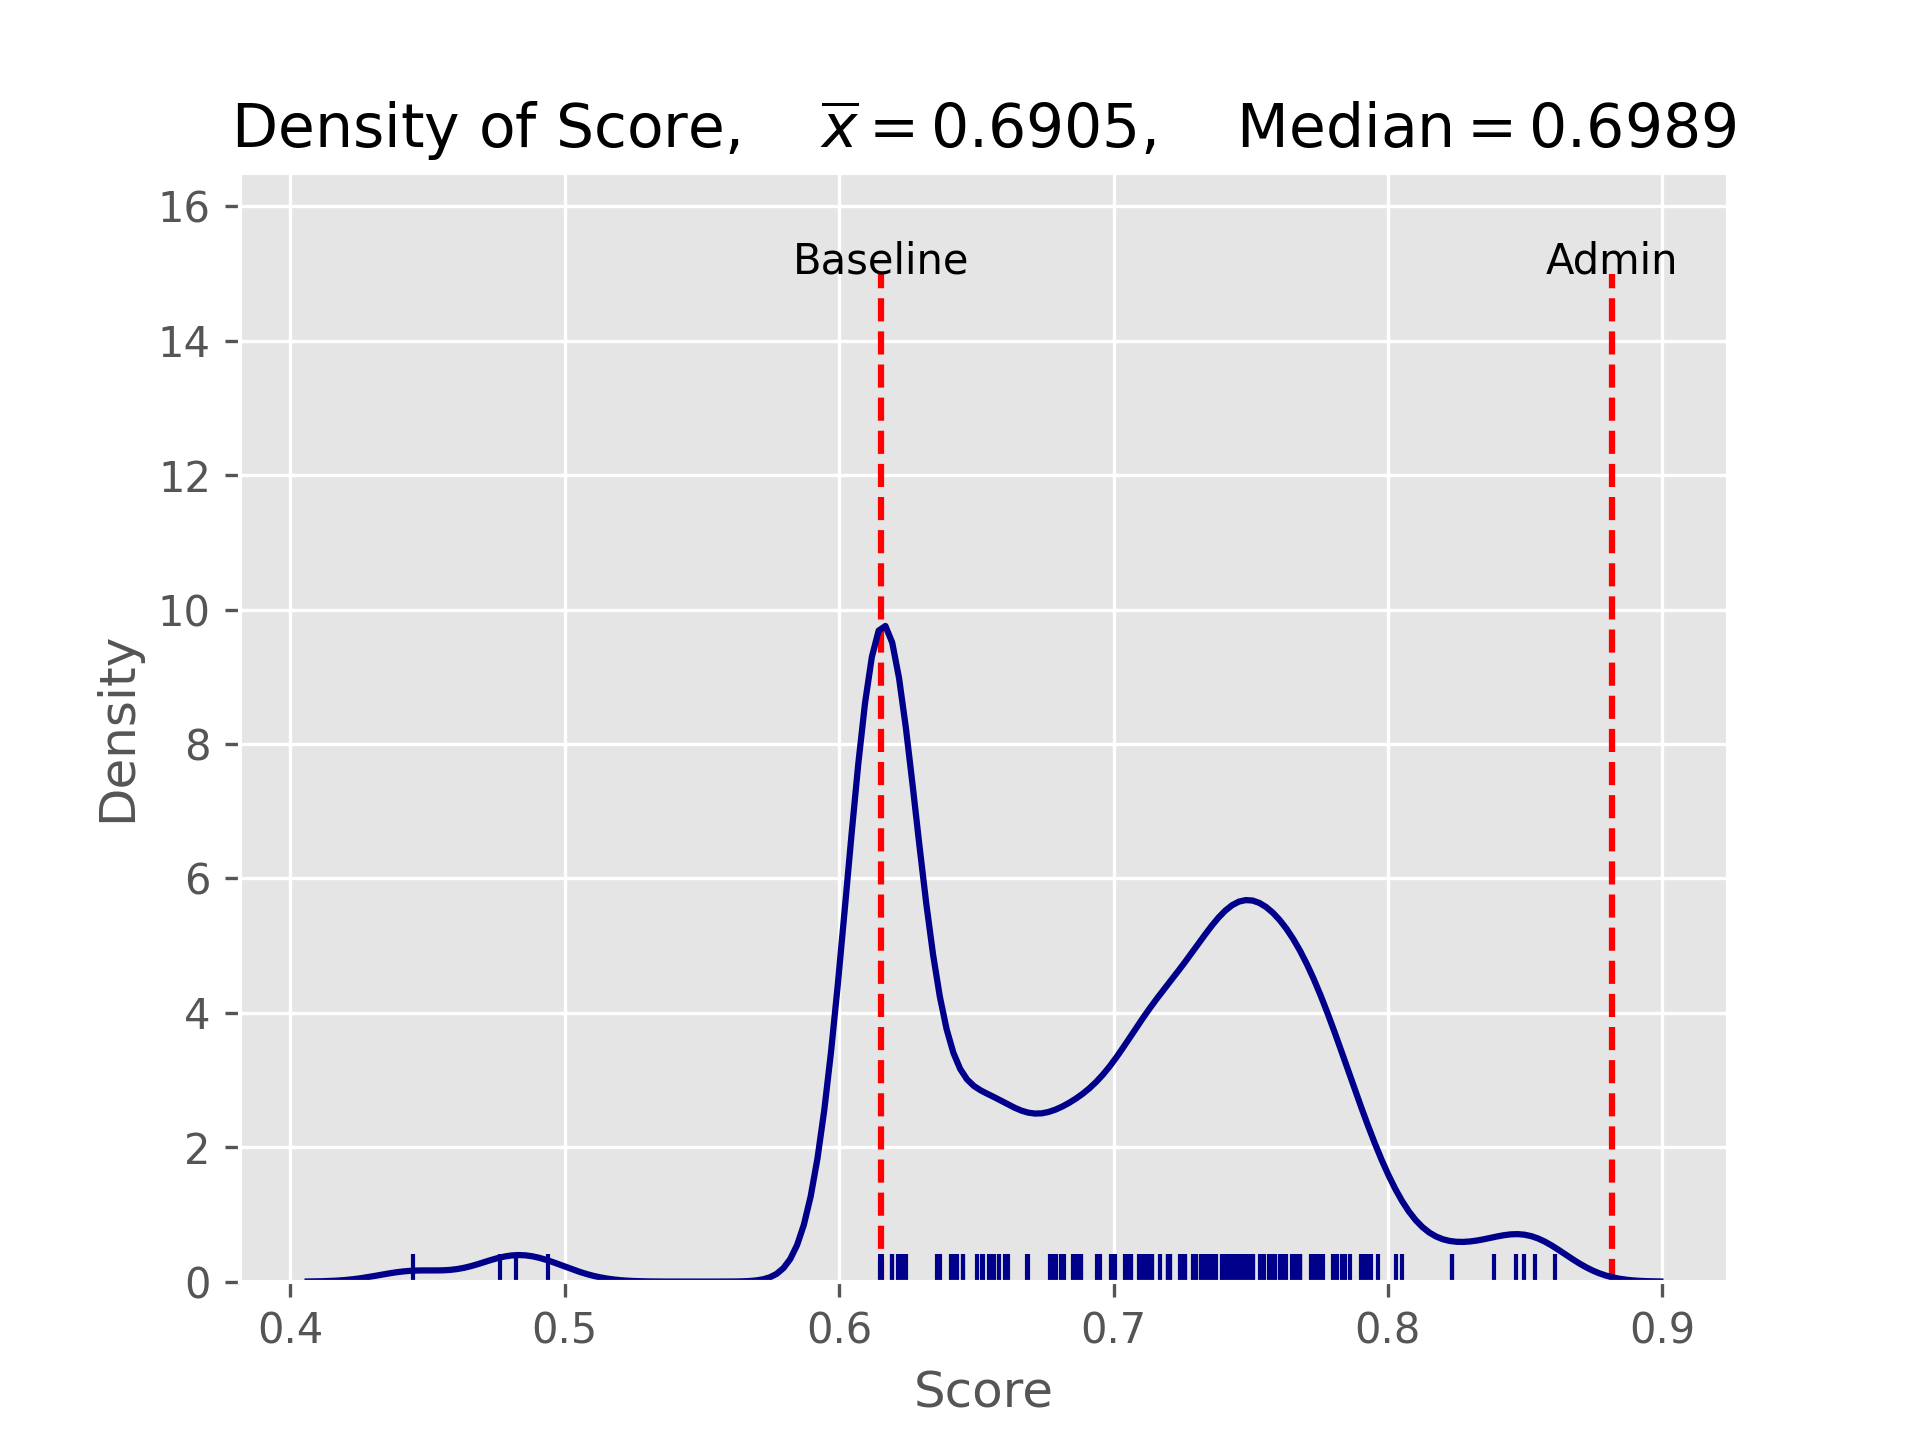 Density of Score, x̅ = 0.6905, Median = 0.6989
16
14
12
10
8
6
4
2
0
Density
Baseline
Admin
0.4 0.5 0.6 0.7 0.8 0.9
Score